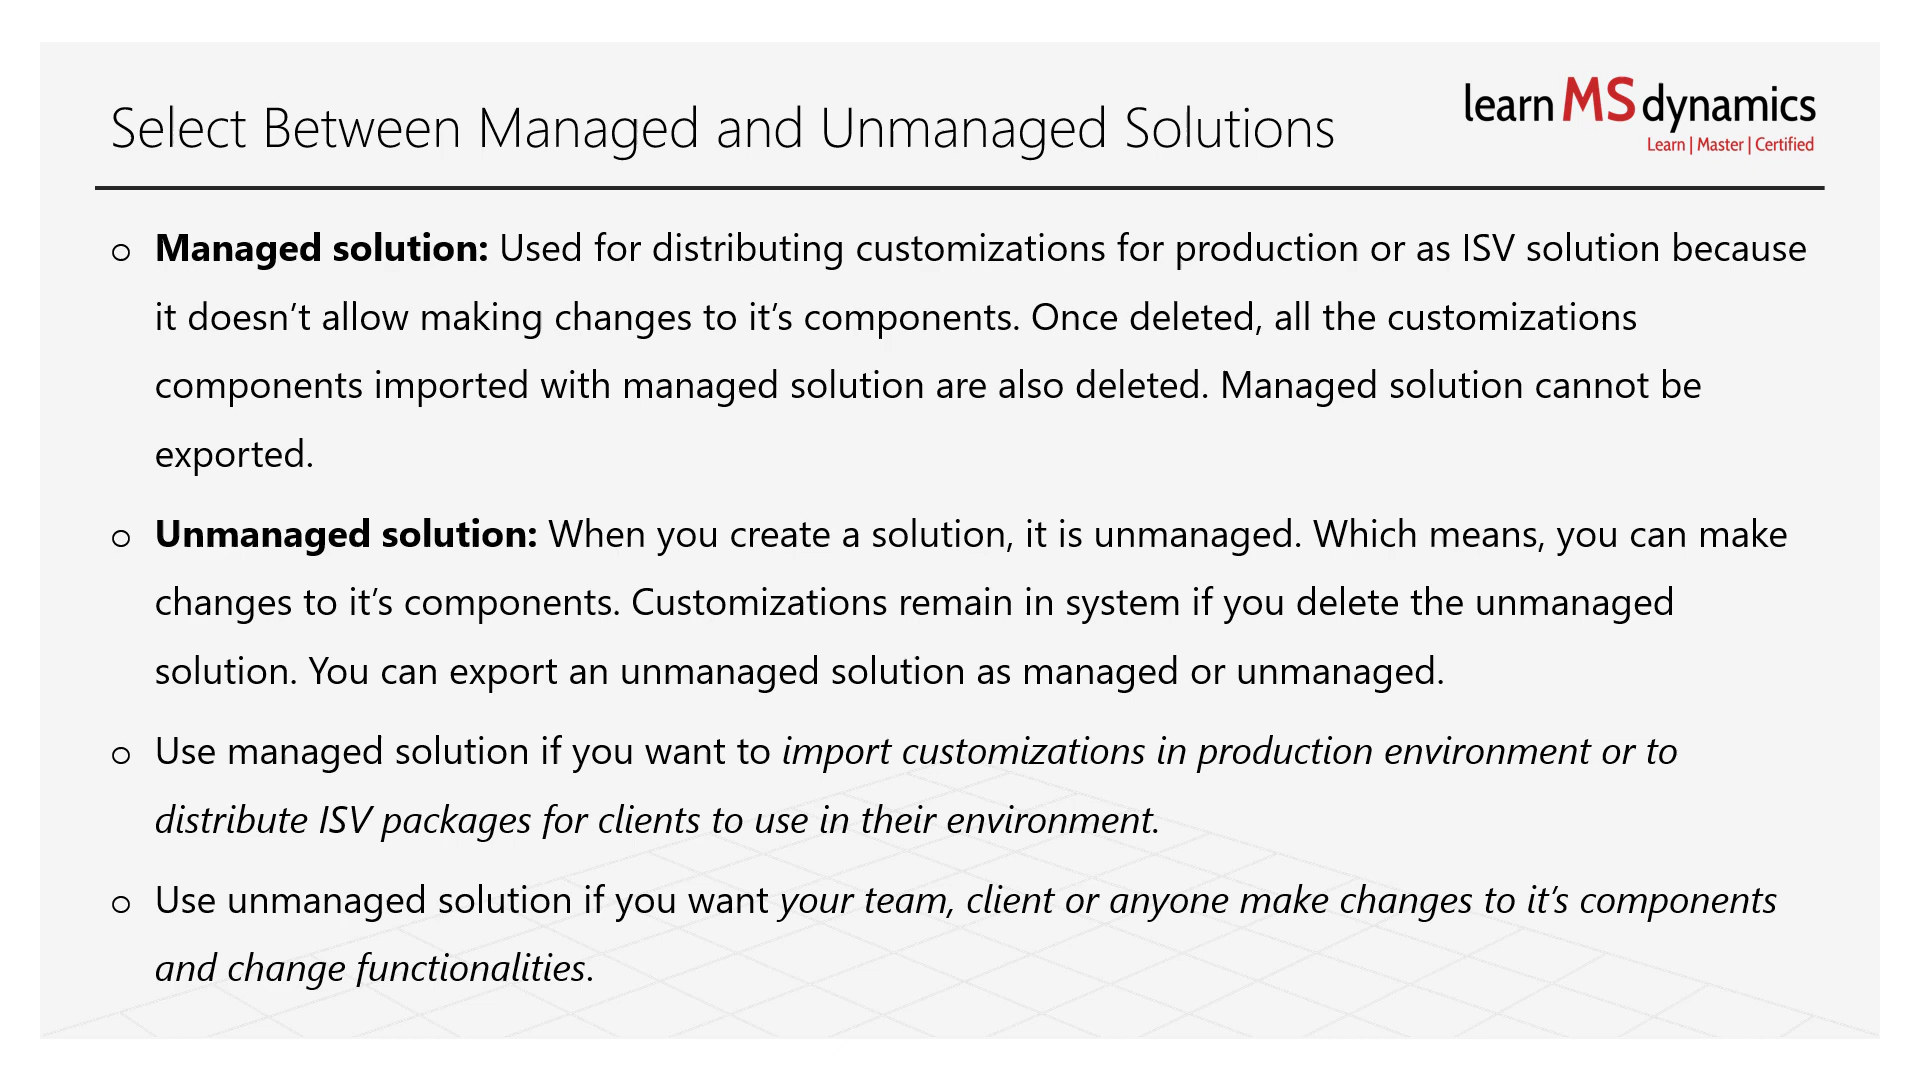 Select Between Managed and Unmanaged Solutions
learn MS dynamics
Learn | Master | Certified
o Managed solution: Used for distributing customizations for production or as ISV solution because
it doesn’t allow making changes to it’s components. Once deleted, all the customizations
components imported with managed solution are also deleted. Managed solution cannot be
exported.
o Unmanaged solution: When you create a solution, it is unmanaged. Which means, you can make
changes to it’s components. Customizations remain in system if you delete the unmanaged
solution. You can export an unmanaged solution as managed or unmanaged.
o Use managed solution if you want to import customizations in production environment or to
distribute ISV packages for clients to use in their environment.
o Use unmanaged solution if you want your team, client or anyone make changes to it’s components
and change functionalities.